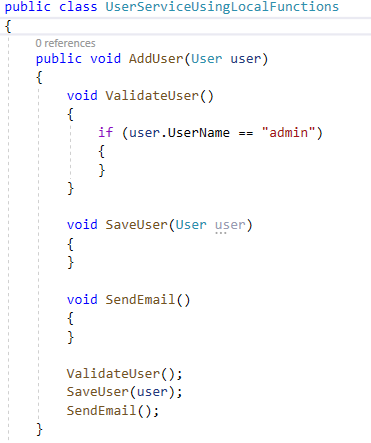 public class UserServiceUsingLocalFunctions
{
0 references
public void AddUser(User user)
{
void ValidateUser()
{
if (user.UserName == "admin")
{
}
}
void SaveUser(User user)
{
}
void SendEmail()
{
}
ValidateUser();
SaveUser(user);
SendEmail();
}